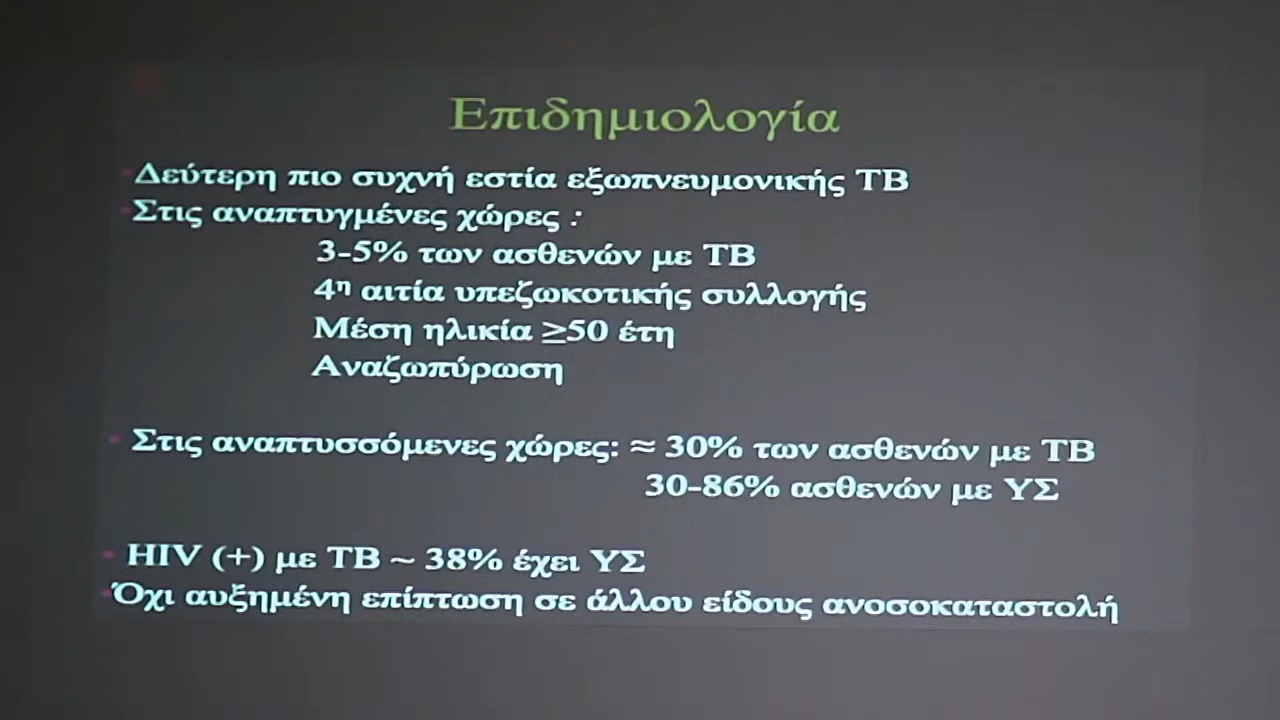 Επιδημιολογία
• Δεύτερη πιο συχνή εστία εξωπνευμονικής ΤΒ
• Στις αναπτυγμένες χώρες :
3-5% των ασθενών με ΤΒ
4η αιτία υπεζωκοτικής συλλογής
Μέση ηλικία ≥50 έτη
Αναζωπύρωση
• Στις αναπτυσσόμενες χώρες: ≈ 30% των ασθενών με ΤΒ
30-86% ασθενών με ΥΣ
• HIV (+) με ΤΒ ~ 38% έχει ΥΣ
• Όχι αυξημένη επίπτωση σε άλλου είδους ανοσοκαταστολή